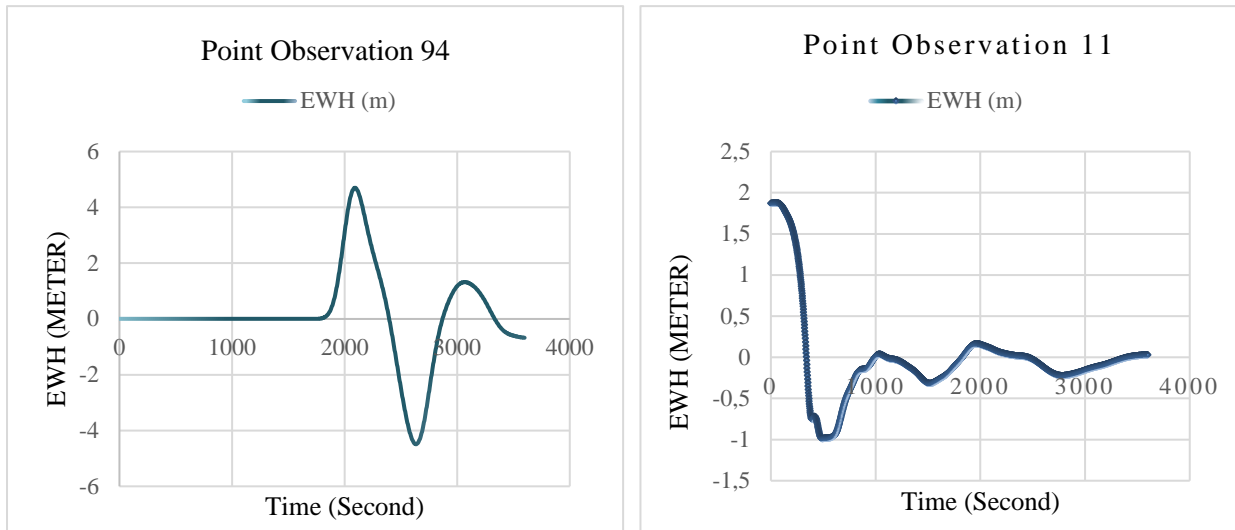 Point Observation 94
EWH (m)
6
4
2
0
-2
-4
-6
0 1000 2000 3000 4000
EWH (METER)
Time (Second)
Point Observation 11
EWH (m)
2,5
2
1,5
1
0,5
0
-0,5
-1
-1,5
0 1000 2000 3000 4000
EWH (METER)
Time (Second)